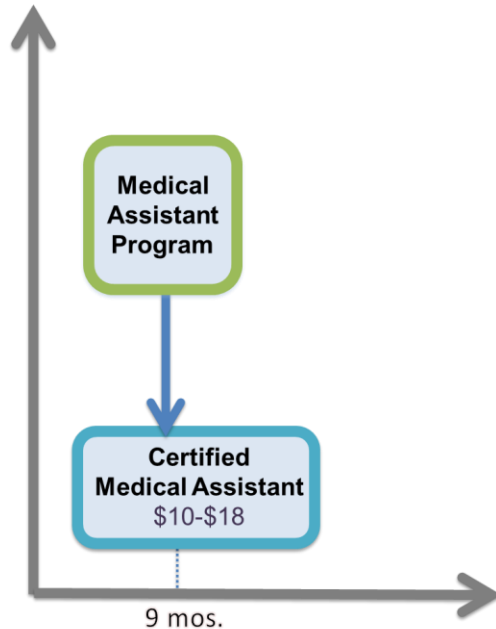 Medical
Assistant
Program
Certified
Medical Assistant
$10-$18
9 mos.